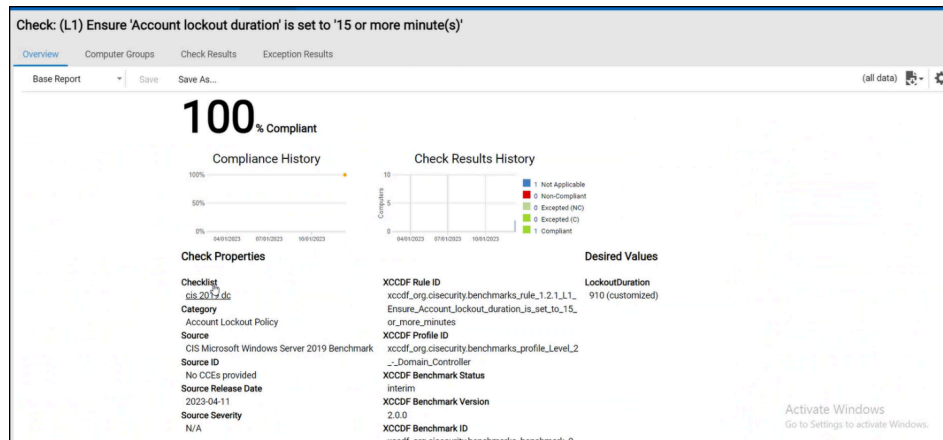 Check: (L1) Ensure 'Account lockout duration' is set to '15 or more minute(s)'
Overview Computer Groups Check Results Exception Results
Base Report Save Save As... (all data)
100% Compliant
Compliance History
100%
50%
0%
04/01/2023 07/01/2023 10/01/2023
Check Results History
Computers
10
5
0
04/01/2023 07/01/2023 10/01/2023
1 Not Applicable
0 Non-Compliant
0 Excepted (NC)
0 Excepted (C)
1 Compliant
Check Properties
Checklist
cis 2019 dc
Category
Account Lockout Policy
Source
CIS Microsoft Windows Server 2019 Benchmark
Source ID
No CCEs provided
Source Release Date
2023-04-11
Source Severity
N/A
XCCDF Rule ID
xccdf_org.cisecurity.benchmarks_rule_1.2.1_L1_
Ensure_Account_lockout_duration_is_set_to_15_
or_more_minutes
XCCDF Profile ID
xccdf_org.cisecurity.benchmarks_profile_Level_2
_-_Domain_Controller
XCCDF Benchmark Status
interim
XCCDF Benchmark Version
2.0.0
XCCDF Benchmark ID
Desired Values
LockoutDuration
910 (customized)
Activate Windows
Go to Settings to activate Windows.